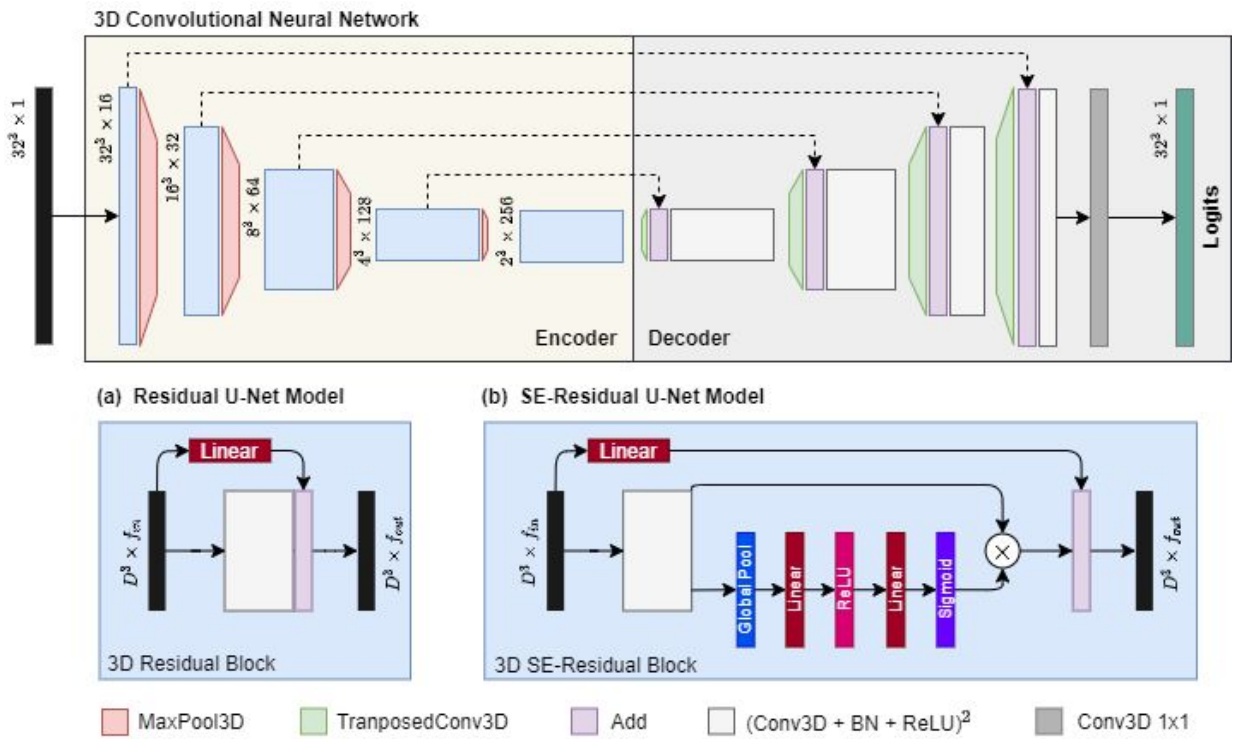 3D Convolutional Neural Network
32³ × 1
32³ × 16
16³ × 32
8³ × 64
4³ × 128
2³ × 256
32³ × 1
Logits
Encoder
Decoder
(a) Residual U-Net Model
Linear
D³ × f_in
D³ × f_out
3D Residual Block
(b) SE-Residual U-Net Model
Linear
D³ × f_in
Global Pool
Linear
ReLU
Linear
Sigmoid
×
D³ × f_out
3D SE-Residual Block
MaxPool3D
TranposedConv3D
Add
(Conv3D + BN + ReLU)²
Conv3D 1x1